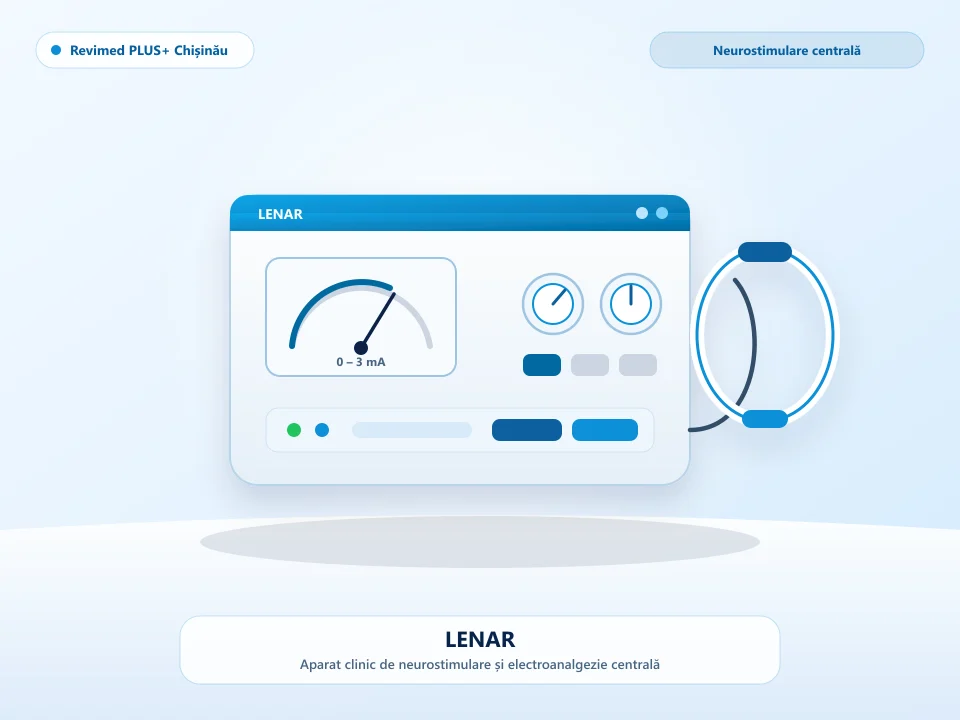 Revimed PLUS+ Chișinău
Neurostimulare centrală
LENAR
0 – 3 mA
LENAR
Aparat clinic de neurostimulare și electroanalgezie centrală